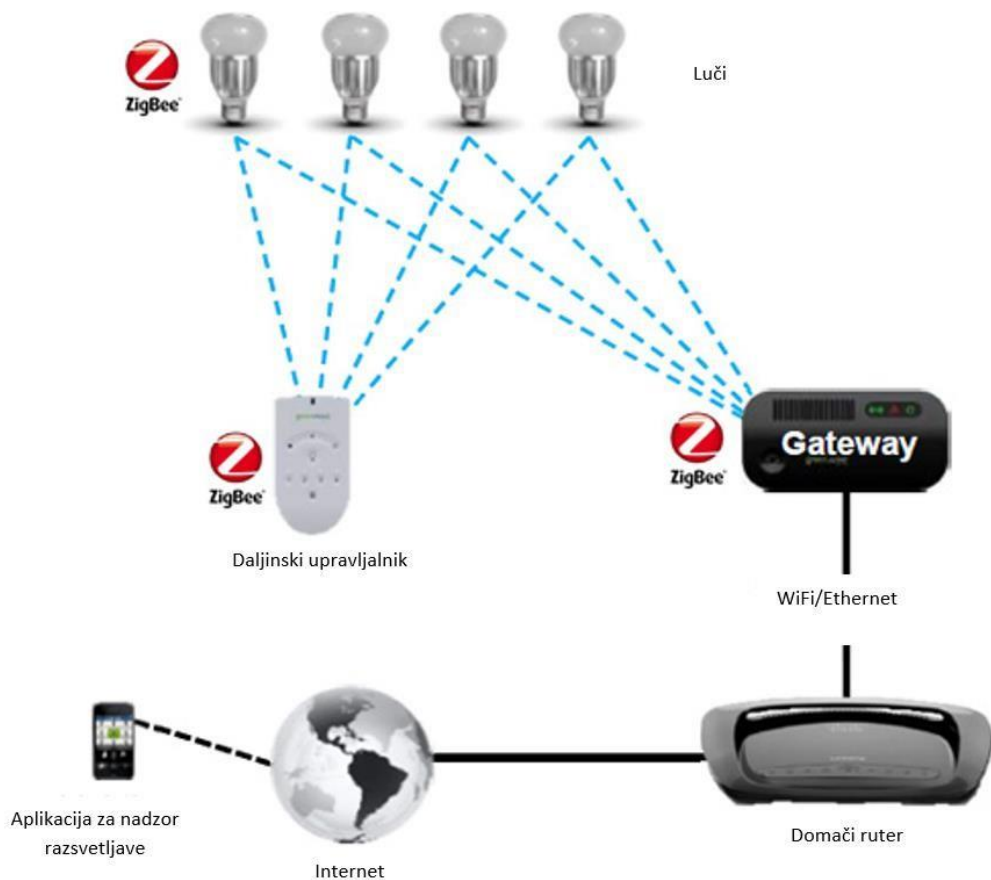 Luči
ZigBee®
ZigBee®
Daljinski upravljalnik
ZigBee®
Gateway
WiFi/Ethernet
Aplikacija za nadzor
razsvetljave
Internet
Domači ruter